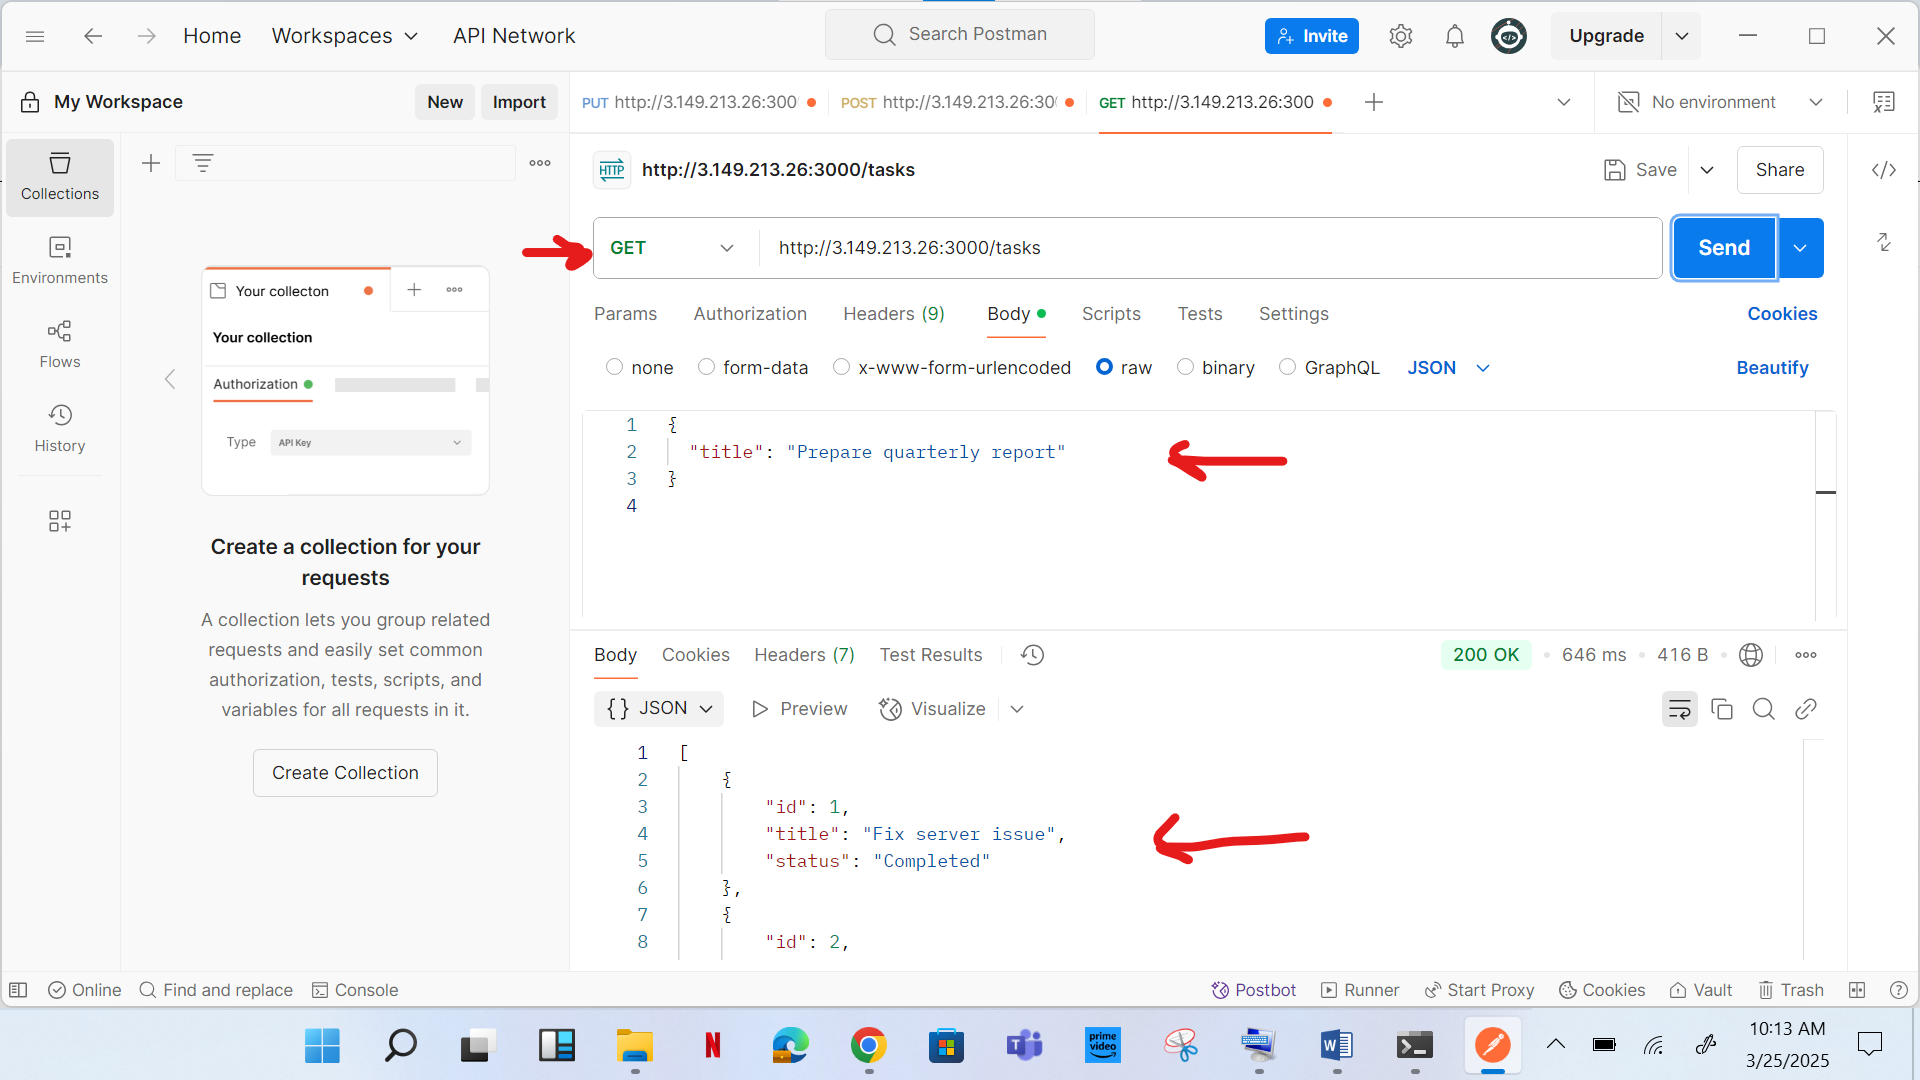 Home Workspaces API Network Search Postman Invite Upgrade
My Workspace New Import PUT http://3.149.213.26:300 POST http://3.149.213.26:30 GET http://3.149.213.26:300 No environment
Collections
Environments
Flows
History
Your collecton
Your collection
Authorization
Type API Key
Create a collection for your
requests
A collection lets you group related
requests and easily set common
authorization, tests, scripts, and
variables for all requests in it.
Create Collection
HTTP http://3.149.213.26:3000/tasks Save Share
GET http://3.149.213.26:3000/tasks Send
Params Authorization Headers (9) Body Scripts Tests Settings Cookies
none form-data x-www-form-urlencoded raw binary GraphQL JSON Beautify
1 {
2 "title": "Prepare quarterly report"
3 }
4
Body Cookies Headers (7) Test Results 200 OK 646 ms 416 B
{} JSON Preview Visualize
1 [
2 {
3 "id": 1,
4 "title": "Fix server issue",
5 "status": "Completed"
6 },
7 {
8 "id": 2,
Online Find and replace Console Postbot Runner Start Proxy Cookies Vault Trash
N prime video W 10:13 AM
3/25/2025